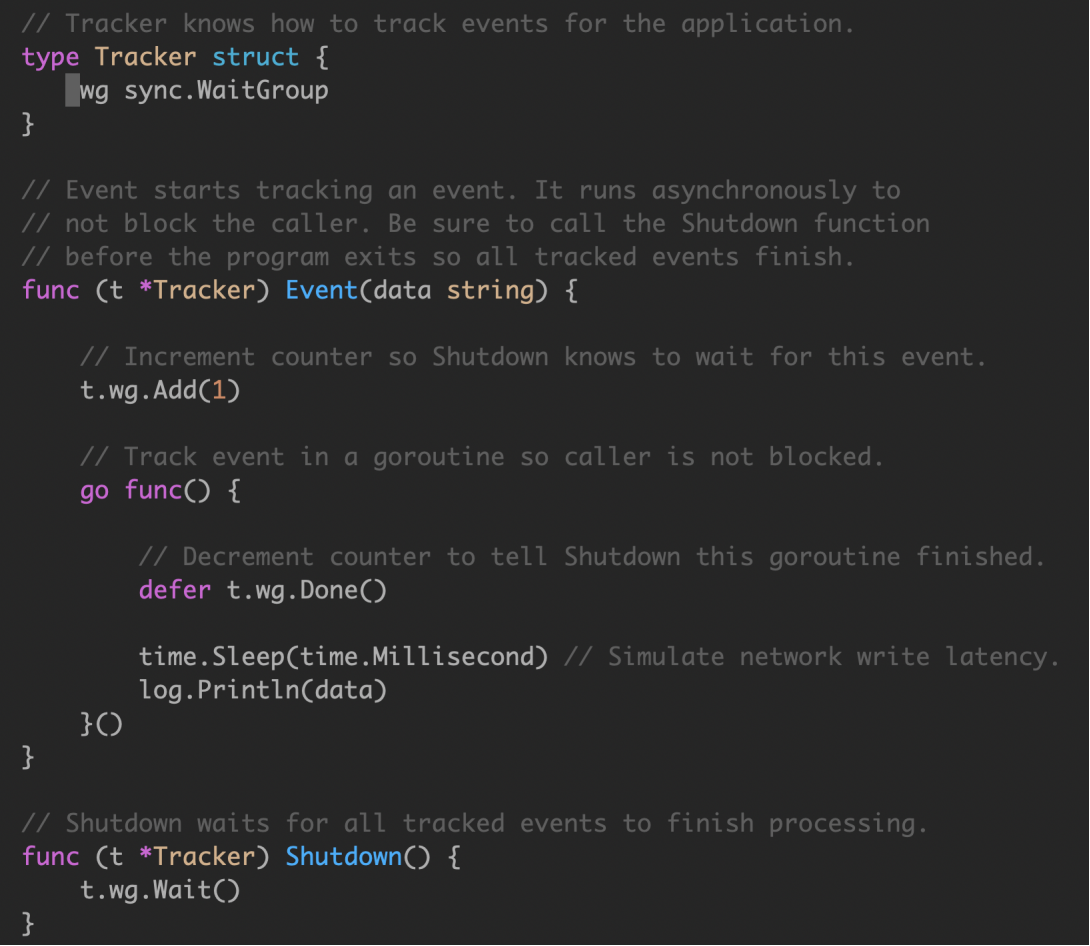 // Tracker knows how to track events for the application.
type Tracker struct {
    wg sync.WaitGroup
}
// Event starts tracking an event. It runs asynchronously to
// not block the caller. Be sure to call the Shutdown function
// before the program exits so all tracked events finish.
func (t *Tracker) Event(data string) {
    // Increment counter so Shutdown knows to wait for this event.
    t.wg.Add(1)
    // Track event in a goroutine so caller is not blocked.
    go func() {
        // Decrement counter to tell Shutdown this goroutine finished.
        defer t.wg.Done()
        time.Sleep(time.Millisecond) // Simulate network write latency.
        log.Println(data)
    }()
}
// Shutdown waits for all tracked events to finish processing.
func (t *Tracker) Shutdown() {
    t.wg.Wait()
}